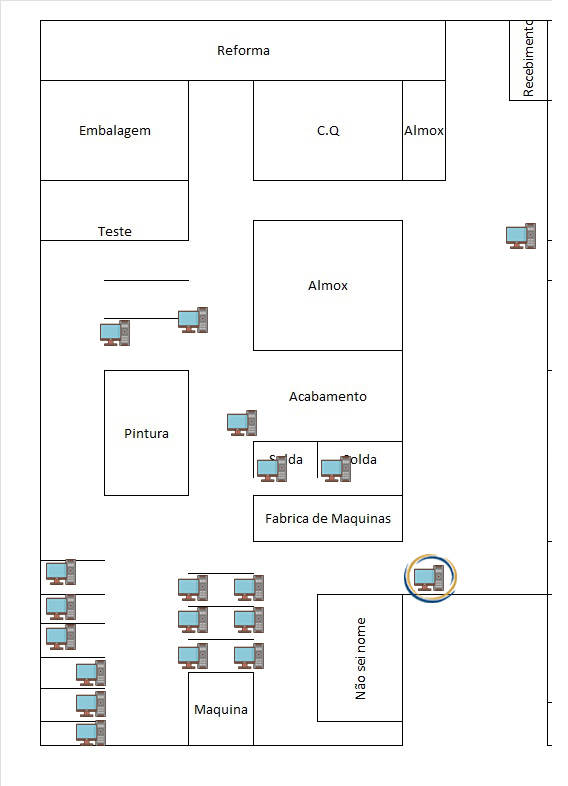 Reforma
Recebimento
Embalagem
C.Q
Almox
Teste
Almox
Acabamento
Pintura
Solda
Solda
Fabrica de Maquinas
Não sei nome
Maquina